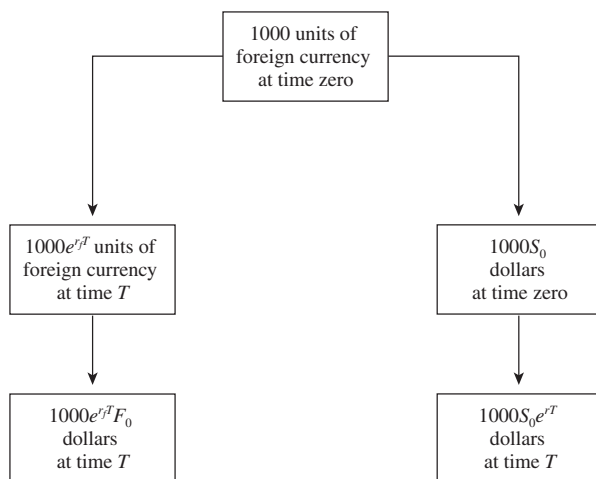 1000 units of
foreign currency
at time zero
1000e^{r_f T} units of
foreign currency
at time T
1000S_0
dollars
at time zero
1000e^{r_f T}F_0
dollars
at time T
1000S_0e^{rT}
dollars
at time T